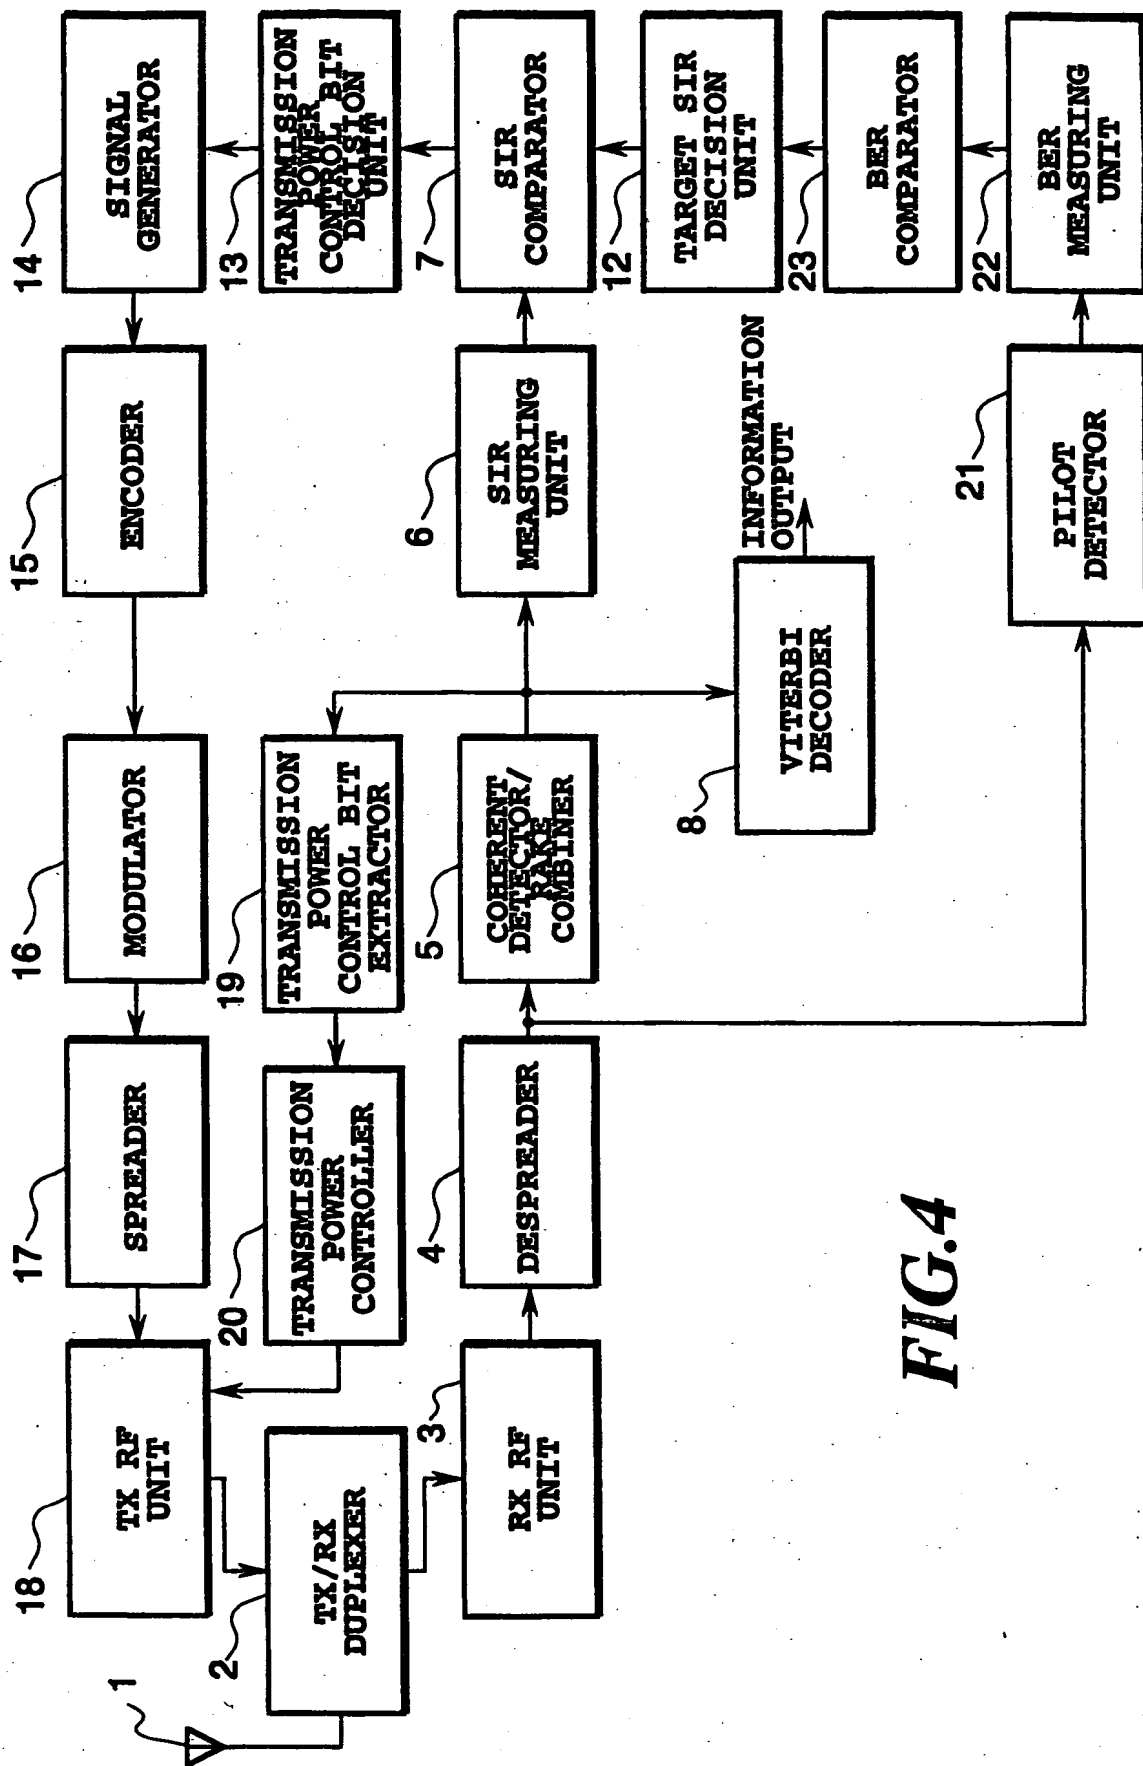 1
2
TX/RX
DUPLEXER
18
TX RF
UNIT
17
SPREADER
16
MODULATOR
15
ENCODER
14
SIGNAL
GENERATOR
20
TRANSMISSION
POWER
CONTROLLER
19
TRANSMISSION
POWER
CONTROL BIT
EXTRACTOR
13
TRANSMISSION
POWER
CONTROL BIT
DECISION
UNIT
3
RX RF
UNIT
4
DESPREADER
5
COHERENT
DETECTOR/
RAKE
COMBINER
6
SIR
MEASURING
UNIT
7
SIR
COMPARATOR
12
TARGET SIR
DECISION
UNIT
8
VITERBI
DECODER
INFORMATION
OUTPUT
23
BER
COMPARATOR
21
PILOT
DETECTOR
22
BER
MEASURING
UNIT
FIG.4